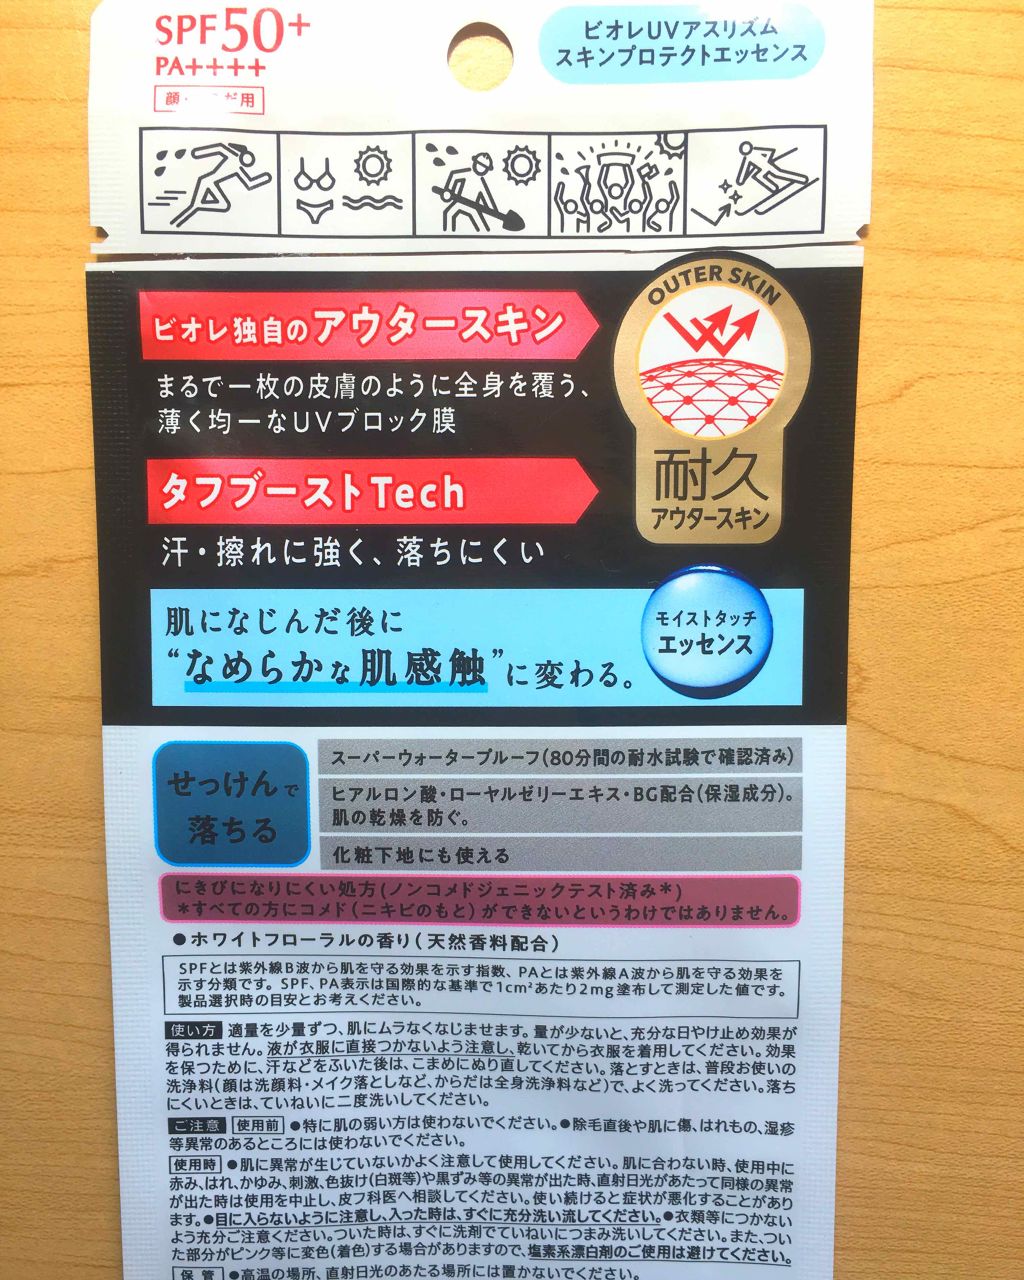 SPF50+
PA++++
顔・からだ用
ビオレUVアスリズム
スキンプロテクトエッセンス
OUTER SKIN
ビオレ独自のアウタースキン
まるで一枚の皮膚のように全身を覆う、
薄く均一なUVブロック膜
耐久
アウタースキン
タフブーストTech
汗・擦れに強く、落ちにくい
肌になじんだ後に
“なめらかな肌感触”に変わる。
モイストタッチ
エッセンス
せっけんで
落ちる
スーパーウォータープルーフ(80分間の耐水試験で確認済み)
ヒアルロン酸・ローヤルゼリーエキス・BG配合(保湿成分)。
肌の乾燥を防ぐ。
化粧下地にも使える
にきびになりにくい処方(ノンコメドジェニックテスト済み*)
*すべての方にコメド(ニキビのもと)ができないというわけではありません。
●ホワイトフローラルの香り(天然香料配合)
SPFとは紫外線B波から肌を守る効果を示す指数、PAとは紫外線A波から肌を守る効果を
示す分類です。SPF、PA表示は国際的な基準で1cm²あたり2mg塗布して測定した値です。
製品選択時の目安とお考えください。
使い方 適量を少量ずつ、肌にムラなくなじませます。量が少ないと、充分な日やけ止め効果が
得られません。液が衣服に直接つかないよう注意し、乾いてから衣服を着用してください。効果
を保つために、汗などをふいた後は、こまめにぬり直してください。落とすときは、普段お使いの
洗浄料(顔は洗顔料・メイク落としなど、からだは全身洗浄料など)で、よく洗ってください。落ち
にくいときは、ていねいに二度洗いしてください。
ご注意 使用前 ●特に肌の弱い方は使わないでください。●除毛直後や肌に傷、はれもの、湿疹
等異常のあるところには使わないでください。
使用時 ●肌に異常が生じていないかよく注意して使用してください。肌に合わない時、使用中に
赤み、はれ、かゆみ、刺激、色抜け(白斑等)や黒ずみ等の異常が出た時、直射日光があたって同様の異常
が出た時は使用を中止し、皮フ科医へ相談してください。使い続けると症状が悪化することがあり
ます。●目に入らないように注意し、入った時は、すぐに充分洗い流してください。●衣類等につかない
よう充分ご注意ください。ついた時は、すぐに洗剤でていねいにつまみ洗いしてください。また、つい
た部分がピンク等に変色(着色)する場合がありますので、塩素系漂白剤のご使用は避けてください。
保管 ●高温の場所、直射日光のあたる場所には置かないでください。